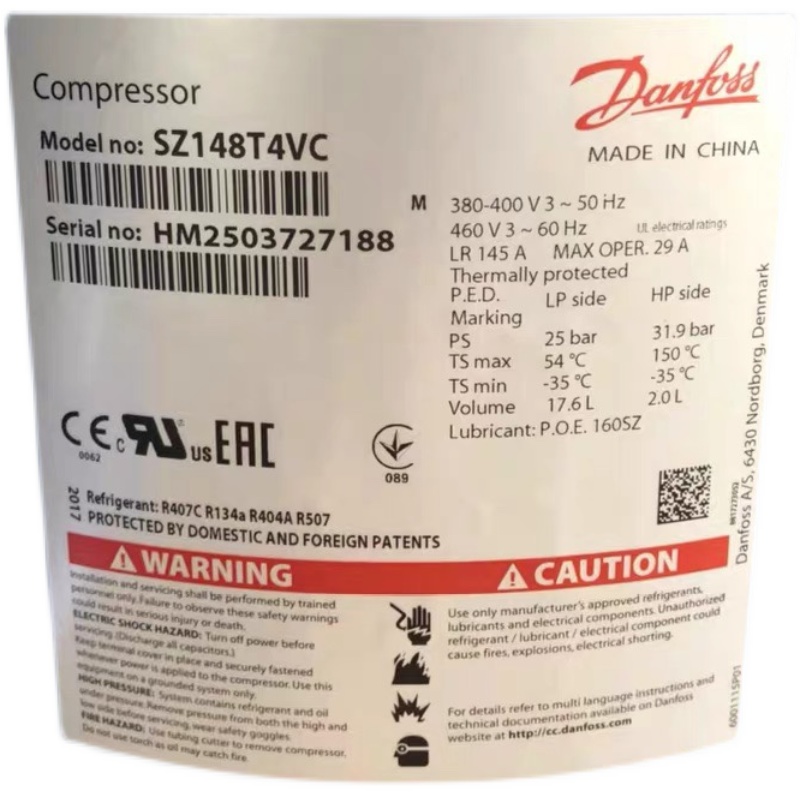 Compressor
Danfoss
MADE IN CHINA
Model no: SZ148T4VC
Serial no: HM2503727188
M 380-400 V 3 ~ 50 Hz
460 V 3 ~ 60 Hz UL electrical ratings
LR 145 A MAX OPER. 29 A
Thermally protected
P.E.D. LP side HP side
Marking
PS 25 bar 31.9 bar
TS max 54 °C 150 °C
TS min -35 °C -35 °C
Volume 17.6 L 2.0 L
Lubricant: P.O.E. 160SZ
CE
0062
c RU us
EAC
089
2017
Refrigerant: R407C R134a R404A R507
PROTECTED BY DOMESTIC AND FOREIGN PATENTS
Danfoss A/S, 6430 Nordborg, Denmark
WARNING
Installation and servicing shall be performed by trained
personnel only. Failure to observe these safety warnings
could result in serious injury or death.
ELECTRIC SHOCK HAZARD: Turn off power before
servicing. (Discharge all capacitors.)
Keep terminal cover in place and securely fastened
whenever power is applied to the compressor. Use this
equipment on a grounded system only.
HIGH PRESSURE: System contains refrigerant and oil
under pressure. Remove pressure from both the high and
low side before servicing, wear safety goggles.
FIRE HAZARD: Use tubing cutter to remove compressor.
Do not use torch as oil may catch fire.
CAUTION
Use only manufacturer's approved refrigerants,
lubricants and electrical components. Unauthorized
refrigerant / lubricant / electrical component could
cause fires, explosions, electrical shorting.
For details refer to multi language instructions and
technical documentation available on Danfoss
website at http://cc.danfoss.com
6001115P01